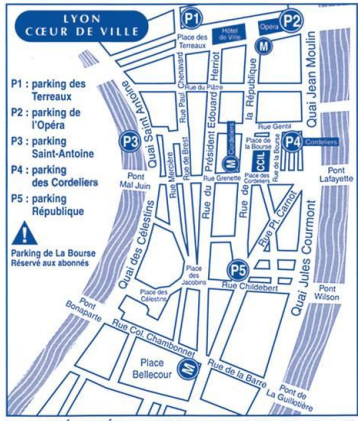 LYON
CŒUR DE VILLE
P1 : parking des
Terreaux
P2 : parking de
l'Opéra
P3 : parking
Saint-Antoine
P4 : parking
des Cordeliers
P5 : parking
République
Parking de La Bourse
Réservé aux abonnés
P1
P2
P3
P4
P5
Place des
Terreaux
Hôtel
de Ville
Opéra
M
Quai Jean Moulin
Chenavard
Rue Paul
Rue du Plâtre
Herriot
Président Edouard
Rue du
la République
Rue de
Quai Saint Antoine
Rue Mercière
Rue de Brest
Rue Gentil
M
Cordeliers
Place de
la Bourse
CCIL
Place des
Cordeliers
Rue de la Bourse
Cordeliers
Pont
Lafayette
Rue Grenette
Pont
Mal Juin
Quai des Célestins
Rue Pt. Carnot
Quai Jules Courmont
Place
des
Jacobins
Rue Childebert
Place des
Célestins
Pont
Wilson
Pont
Bonaparte
Rue Col. Chambonnet
Place
Bellecour
M
Rue de la Barre
Pont de
La Guillotière